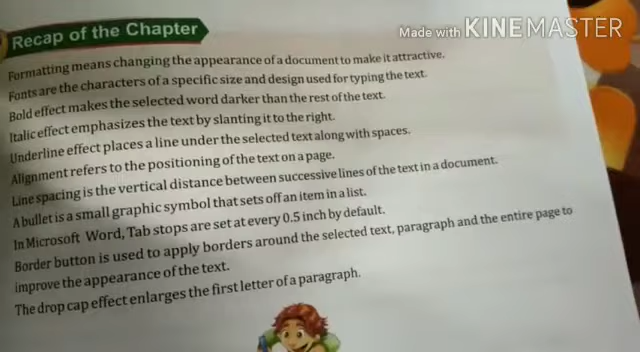 Recap of the Chapter
Made with KINEMASTER
Formatting means changing the appearance of a document to make it attractive.
Fonts are the characters of a specific size and design used for typing the text.
Bold effect makes the selected word darker than the rest of the text.
Italic effect emphasizes the text by slanting it to the right.
Underline effect places a line under the selected text along with spaces.
Alignment refers to the positioning of the text on a page.
Line spacing is the vertical distance between successive lines of the text in a document.
A bullet is a small graphic symbol that sets off an item in a list.
In Microsoft Word, Tab stops are set at every 0.5 inch by default.
Border button is used to apply borders around the selected text, paragraph and the entire page to
improve the appearance of the text.
The drop cap effect enlarges the first letter of a paragraph.